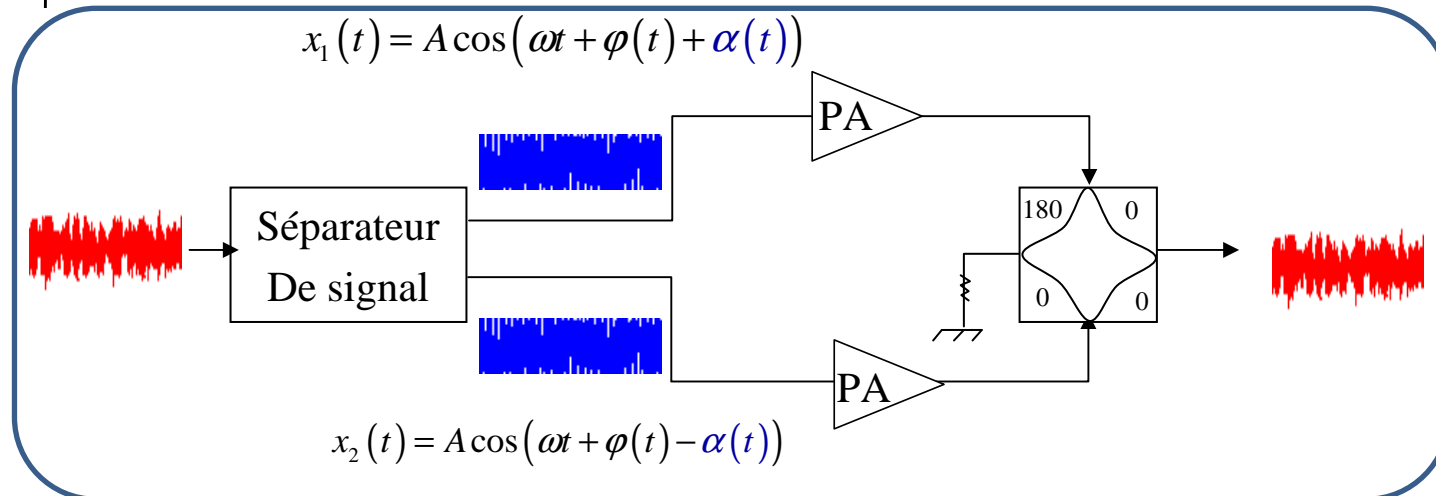 x₁(t) = A cos(ωt + φ(t) + α(t))
PA
180
0
Séparateur
De signal
0
0
PA
x₂(t) = A cos(ωt + φ(t) − α(t))